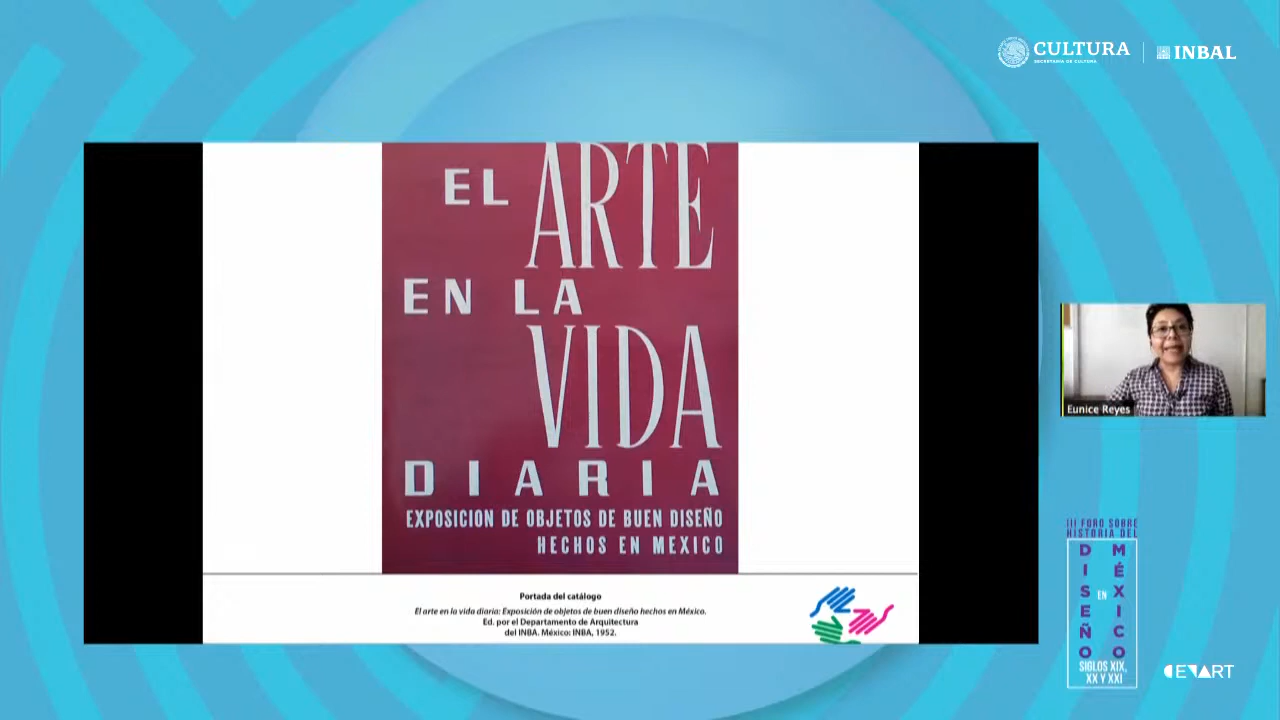 CULTURA
SECRETARÍA DE CULTURA
INBAL
EL ARTE
EN LA
VIDA
DIARIA
EXPOSICION DE OBJETOS DE BUEN DISEÑO
HECHOS EN MEXICO
Portada del catálogo
El arte en la vida diaria: Exposición de objetos de buen diseño hechos en México.
Ed. por el Departamento de Arquitectura
del INBA. México: INBA, 1952.
Eunice Reyes
III FORO SOBRE
HISTORIA DEL
DISEÑO
EN
MÉXICO
SIGLOS XIX,
XX Y XXI
CENART